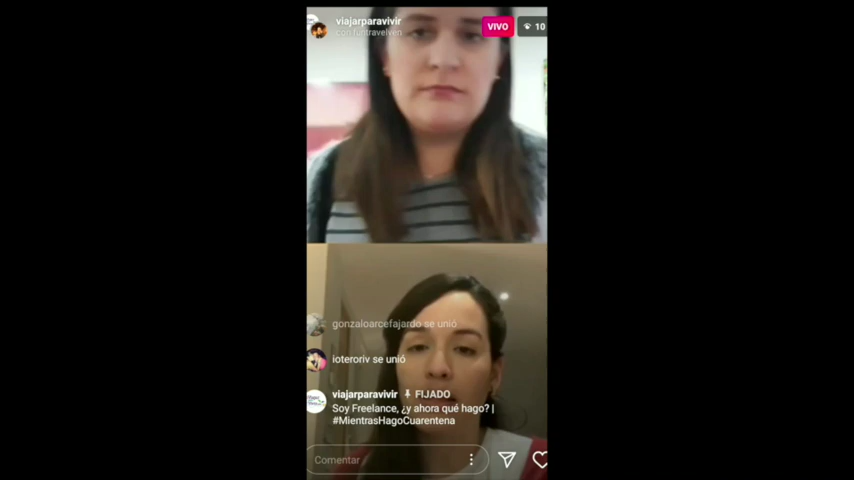 viajarparavivir
con funtravelven
VIVO
10
gonzaloarcefajardo se unió
ioteroriv se unió
viajarparavivir FIJADO
Soy Freelance, ¿y ahora qué hago? |
#MientrasHagoCuarentena
Comentar